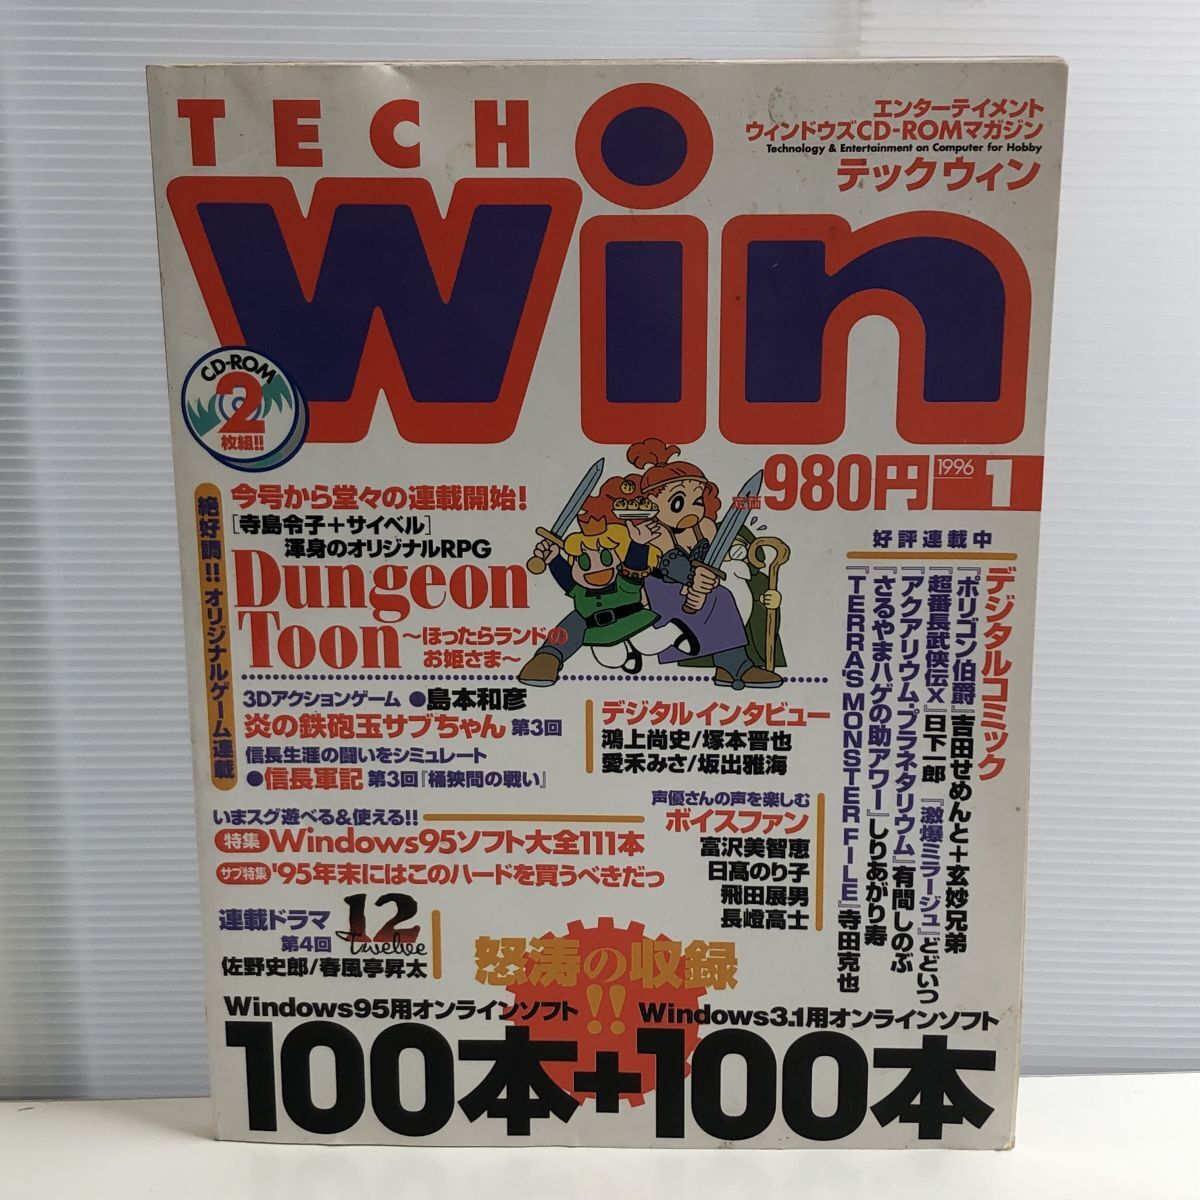 TECH
Win
エンターテイメント
ウィンドウズCD-ROMマガジン
Technology & Entertainment on Computer for Hobby
テックウィン
CD-ROM
2
枚組!!
定価980円
1996
1
絶好調!! オリジナルゲーム連載
今号から堂々の連載開始!
[寺島令子+サイベル]
渾身のオリジナルRPG
Dungeon
Toon
〜ほったらランドの
お姫さま〜
3Dアクションゲーム ●島本和彦
炎の鉄砲玉サブちゃん 第3回
信長生涯の闘いをシミュレート
●信長軍記 第3回『桶狭間の戦い』
デジタルインタビュー
鴻上尚史/塚本晋也
愛禾みさ/坂出雅海
好評連載中
デジタルコミック
『ポリゴン伯爵』吉田せめんと+玄妙兄弟
『超番長武侠伝X』日下一郎 『激爆ミラージュ』どどいつ
『アクアリウム・プラネタリウム』有間しのぶ
『さるやまハゲの助アワー』しりあがり寿
『TERRA'S MONSTER FILE』寺田克也
いまスグ遊べる&使える!!
特集 Windows95ソフト大全111本
サブ特集 '95年末にはこのハードを買うべきだっ
声優さんの声を楽しむ
ボイスファン
富沢美智恵
日髙のり子
飛田展男
長嶝高士
連載ドラマ
第4回
12
twelve
佐野史郎/春風亭昇太
怒涛の収録
!!
Windows95用オンラインソフト
Windows3.1用オンラインソフト
100本+100本